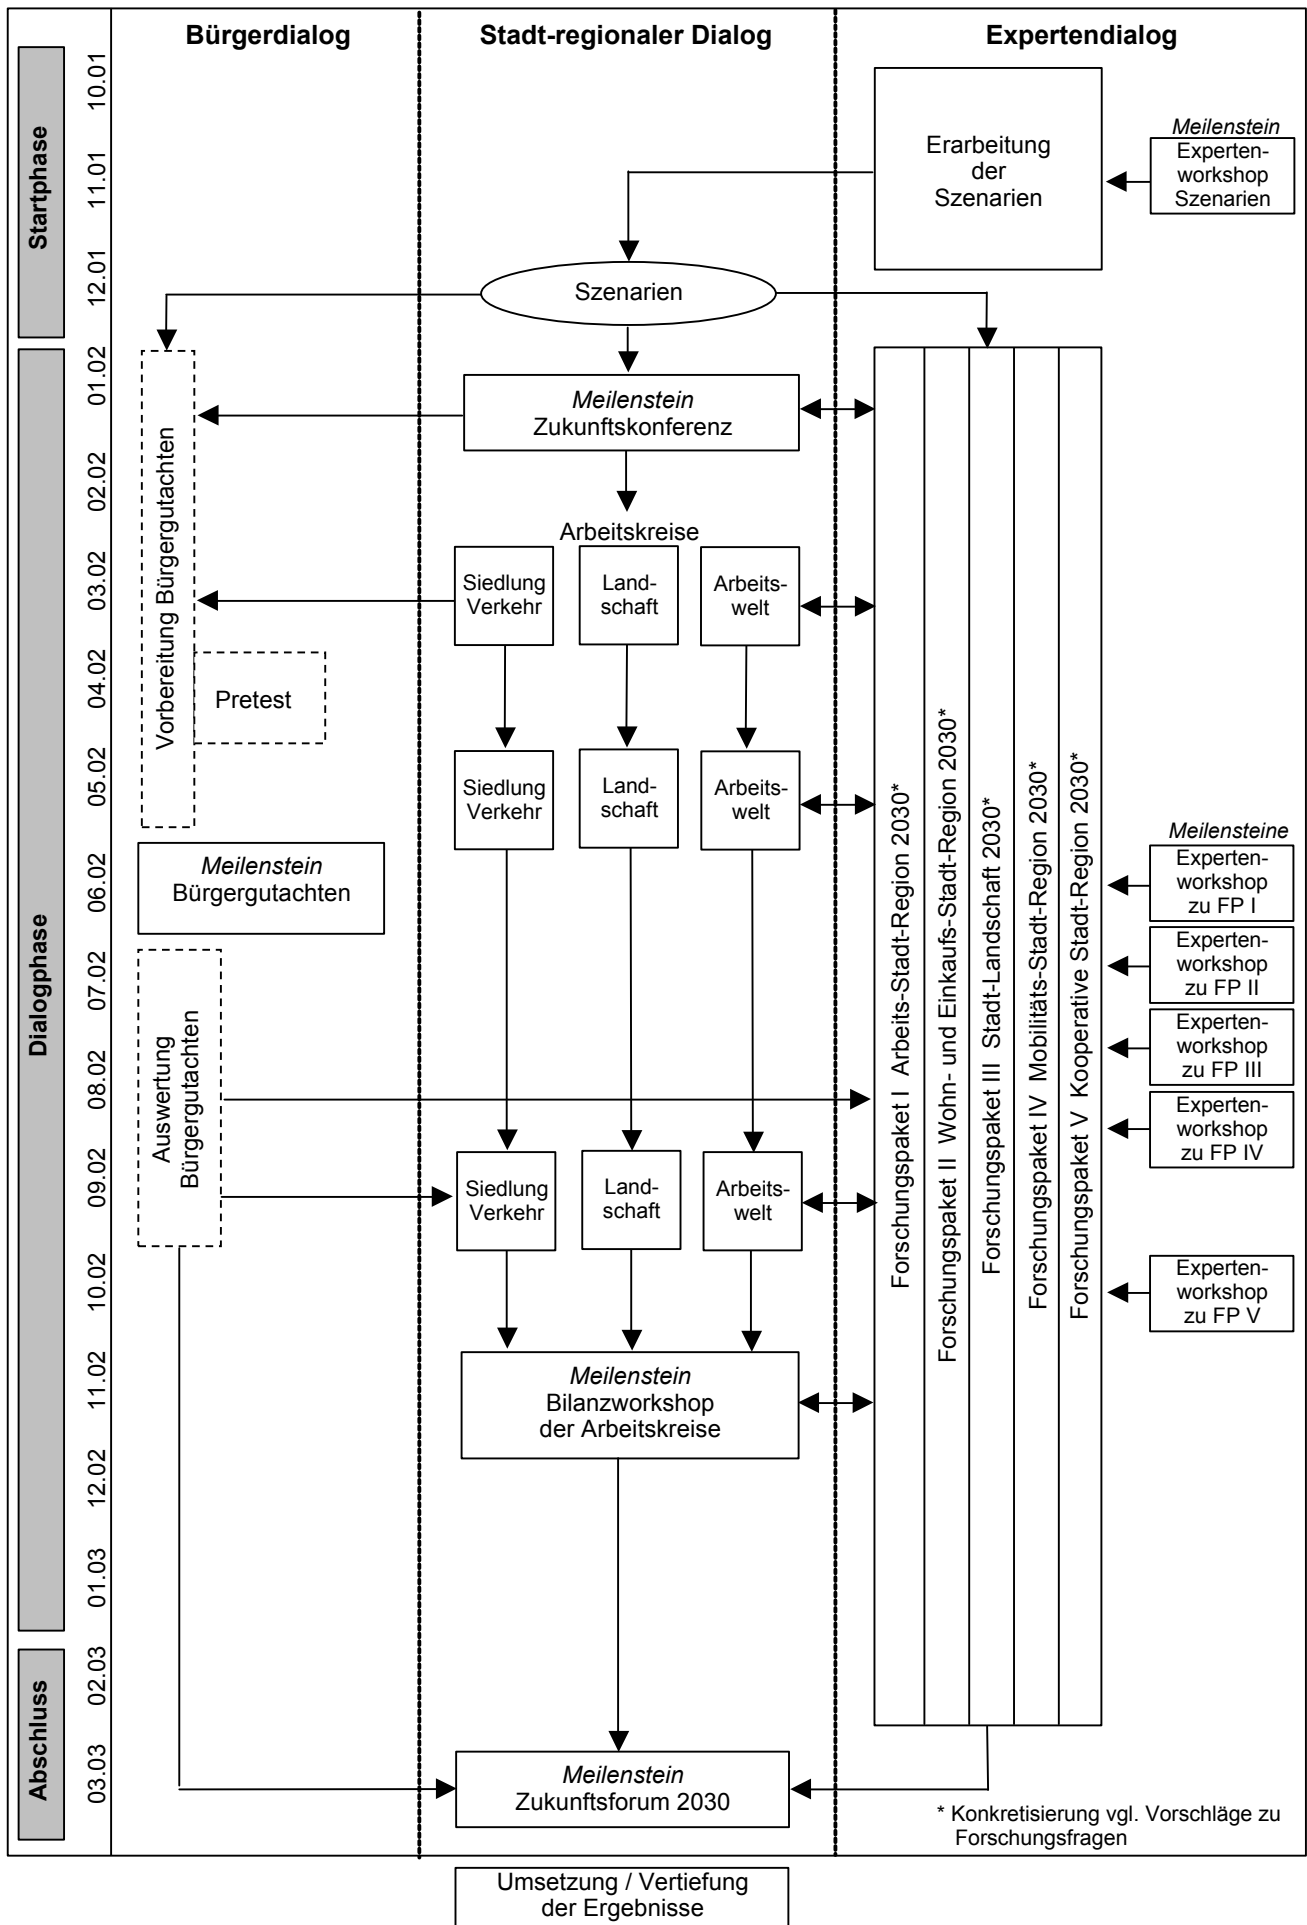 Bürgerdialog
Stadt-regionaler Dialog
Expertendialog
Startphase
Dialogphase
Abschluss
10.01
11.01
12.01
01.02
02.02
03.02
04.02
05.02
06.02
07.02
08.02
09.02
10.02
11.02
12.02
01.03
02.03
03.03
Erarbeitung
der
Szenarien
Meilenstein
Experten-
workshop
Szenarien
Szenarien
Vorbereitung Bürgergutachten
Meilenstein
Zukunftskonferenz
Arbeitskreise
Siedlung
Verkehr
Land-
schaft
Arbeits-
welt
Pretest
Siedlung
Verkehr
Land-
schaft
Arbeits-
welt
Meilenstein
Bürgergutachten
Auswertung
Bürgergutachten
Siedlung
Verkehr
Land-
schaft
Arbeits-
welt
Meilenstein
Bilanzworkshop
der Arbeitskreise
Meilenstein
Zukunftsforum 2030
Forschungspaket I Arbeits-Stadt-Region 2030*
Forschungspaket II Wohn- und Einkaufs-Stadt-Region 2030*
Forschungspaket III Stadt-Landschaft 2030*
Forschungspaket IV Mobilitäts-Stadt-Region 2030*
Forschungspaket V Kooperative Stadt-Region 2030*
Meilensteine
Experten-
workshop
zu FP I
Experten-
workshop
zu FP II
Experten-
workshop
zu FP III
Experten-
workshop
zu FP IV
Experten-
workshop
zu FP V
* Konkretisierung vgl. Vorschläge zu
Forschungsfragen
Umsetzung / Vertiefung
der Ergebnisse